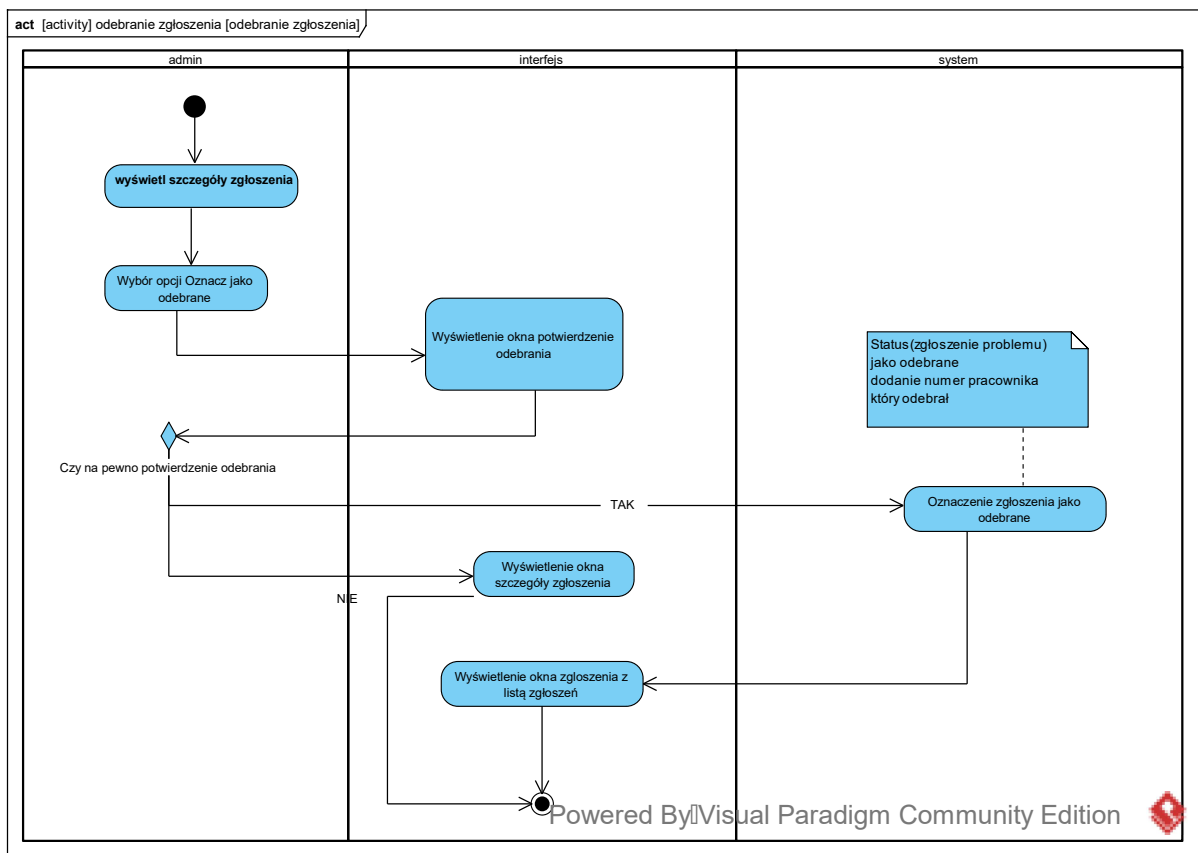 act [activity] odebranie zgłoszenia [odebranie zgłoszenia]
admin
interfejs
system
wyświetl szczegóły zgłoszenia
Wybór opcji Oznacz jako
odebrane
Wyświetlenie okna potwierdzenie
odebrania
Status(zgłoszenie problemu)
jako odebrane
dodanie numer pracownika
który odebrał
Czy na pewno potwierdzenie odebrania
TAK
Oznaczenie zgłoszenia jako
odebrane
Wyświetlenie okna
szczegóły zgłoszenia
NIE
Wyświetlenie okna zgloszenia z
listą zgłoszeń
Powered By Visual Paradigm Community Edition